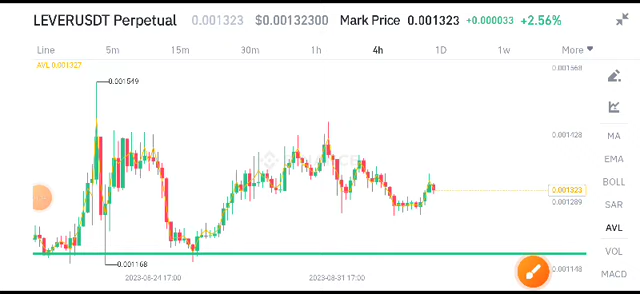 LEVERUSDT Perpetual 0.001323 $0.00132300 Mark Price 0.001323 +0.000033 +2.56%
Line 5m 15m 30m 1h 4h 1D 1w More
AVL 0.001327
0.001568
0.001549
MA
0.001428
EMA
BOLL
0.001323
0.001289
SAR
AVL
VOL
0.001168
0.001148
2023-08-24 17:00 2023-08-31 17:00
MACD